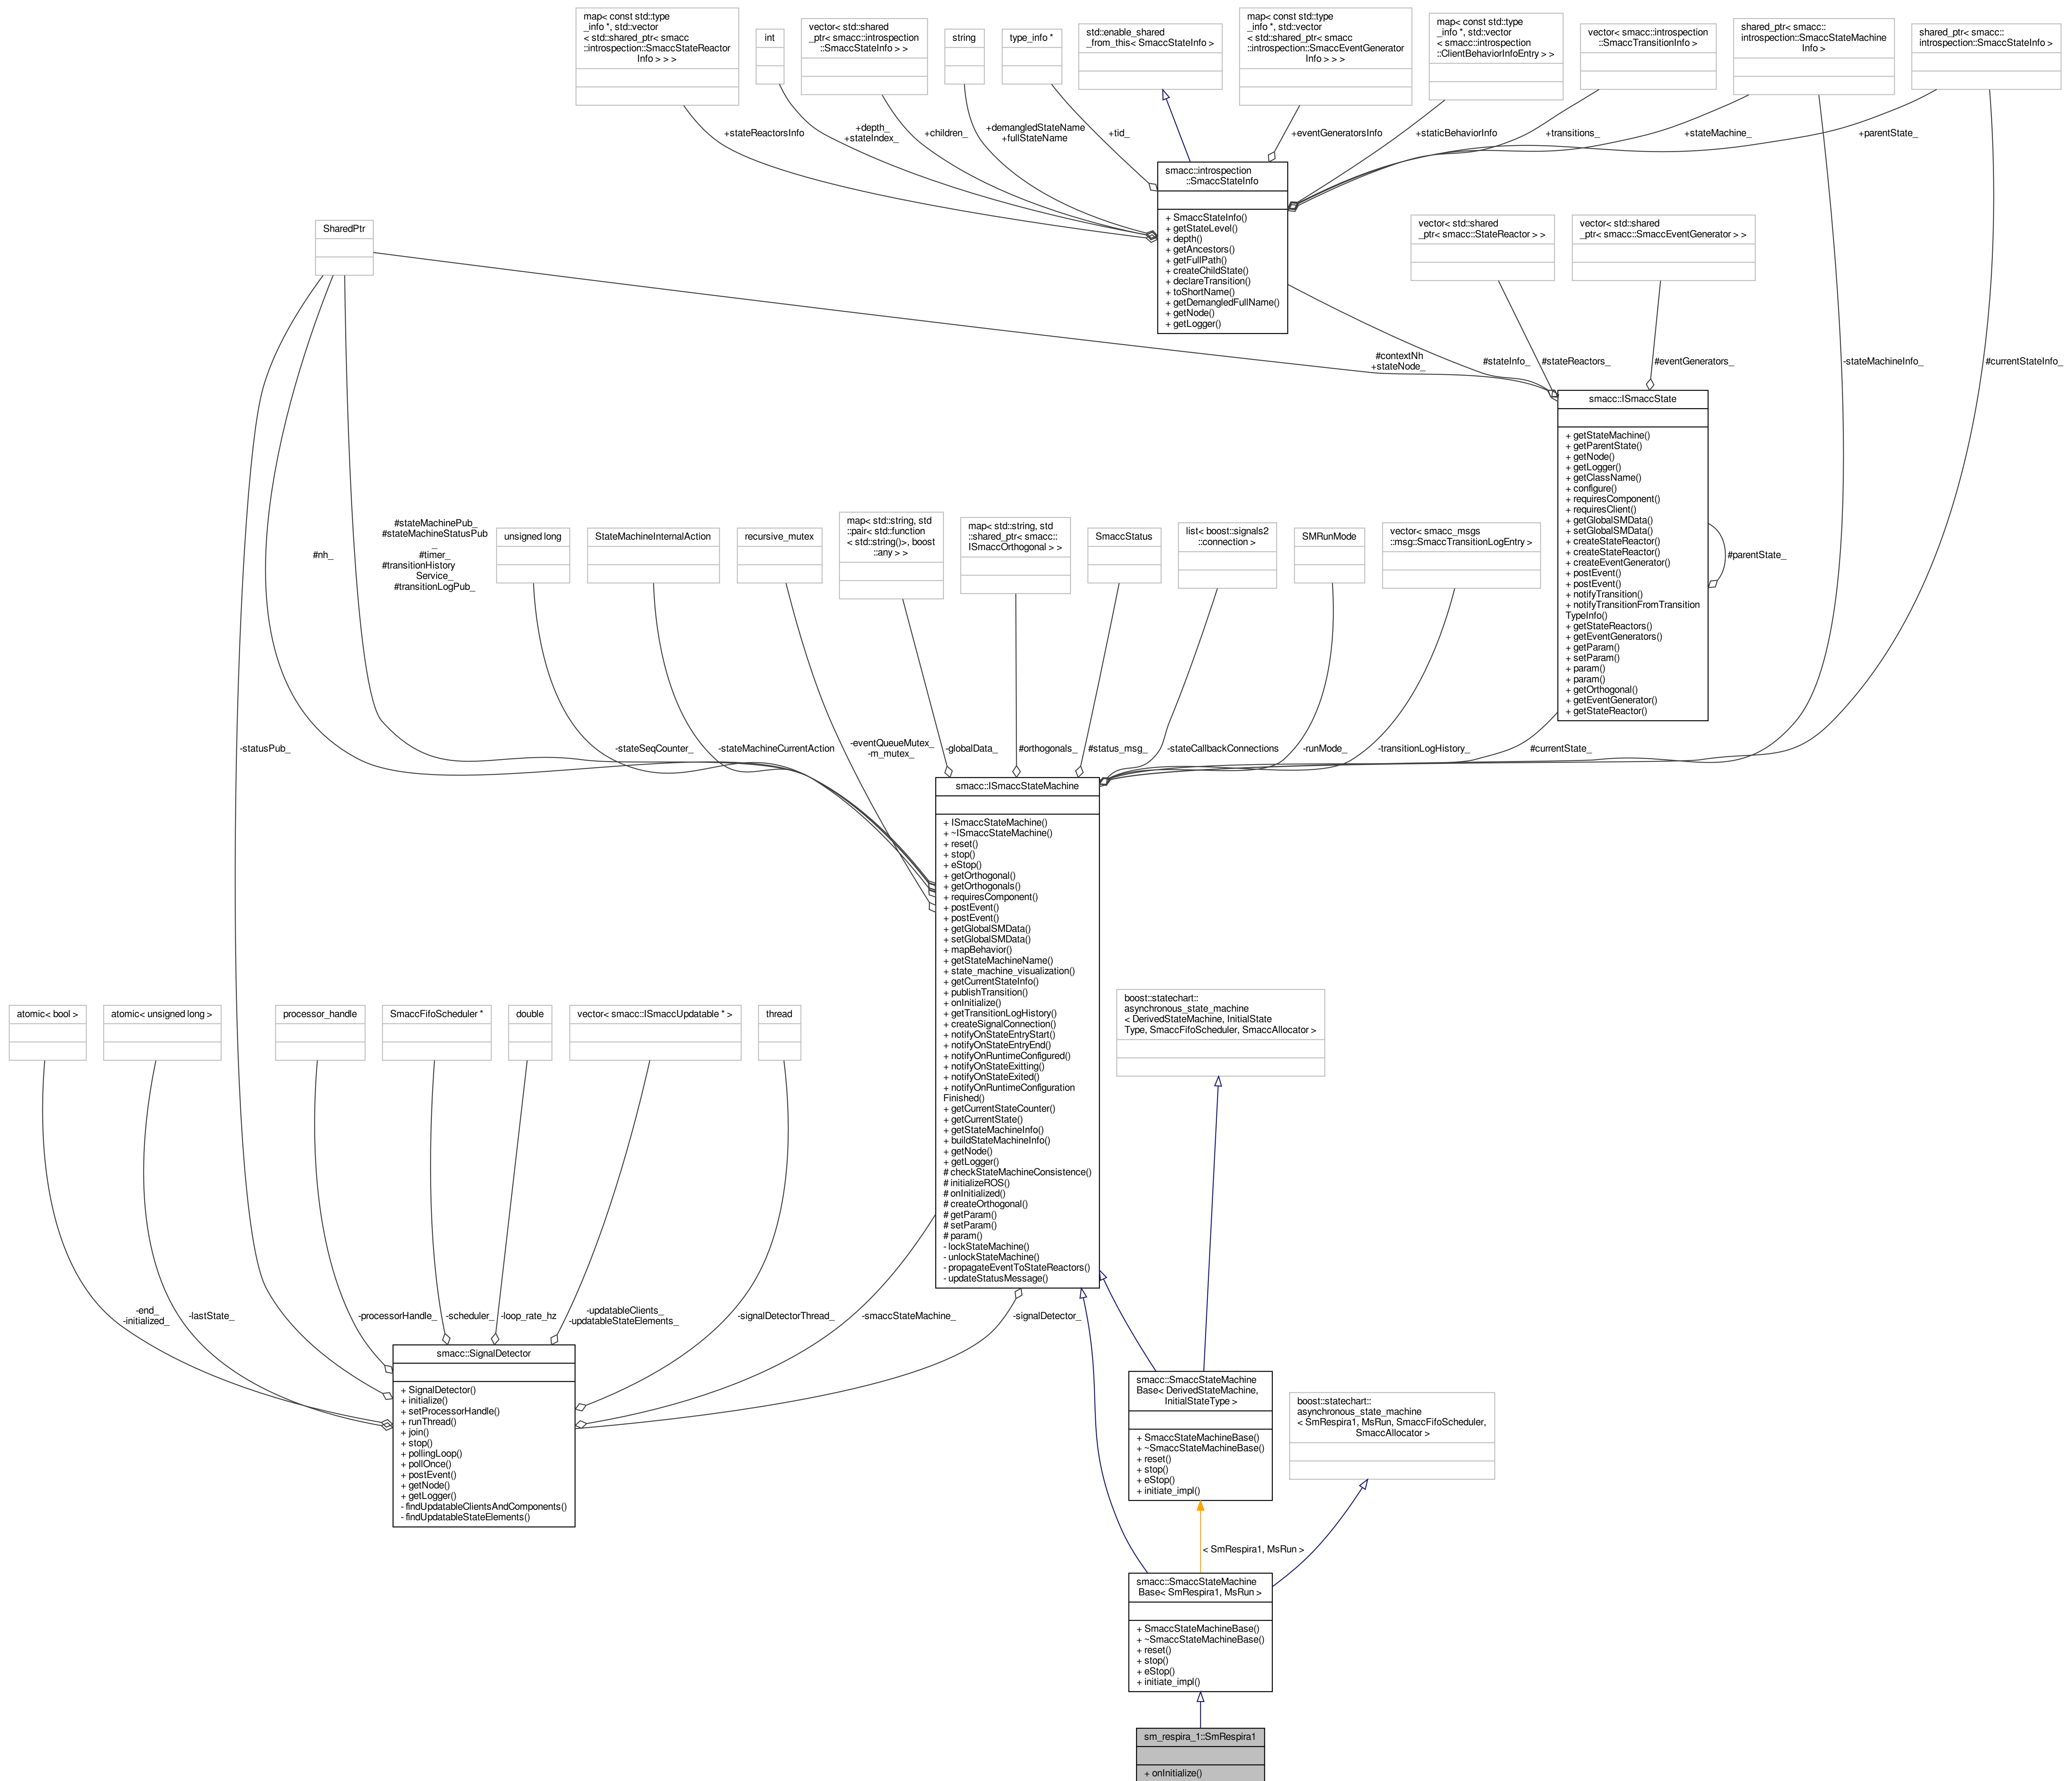 map< const std::type
_info *, std::vector
< std::shared_ptr< smacc
::introspection::SmaccStateReactor
Info > > >
int
vector< std::shared
_ptr< smacc::introspection
::SmaccStateInfo > >
string
type_info *
std::enable_shared
_from_this< SmaccStateInfo >
map< const std::type
_info *, std::vector
< std::shared_ptr< smacc
::introspection::SmaccEventGenerator
Info > > >
map< const std::type
_info *, std::vector
< smacc::introspection
::ClientBehaviorInfoEntry > >
vector< smacc::introspection
::SmaccTransitionInfo >
shared_ptr< smacc::
introspection::SmaccStateMachine
Info >
shared_ptr< smacc::
introspection::SmaccStateInfo >
+stateReactorsInfo
+depth_
+stateIndex_
+children_
+demangledStateName
+fullStateName
+tid_
+eventGeneratorsInfo
+staticBehaviorInfo
+transitions_
+stateMachine_
+parentState_
smacc::introspection
::SmaccStateInfo
+ SmaccStateInfo()
+ getStateLevel()
+ depth()
+ getAncestors()
+ getFullPath()
+ createChildState()
+ declareTransition()
+ toShortName()
+ getDemangledFullName()
+ getNode()
+ getLogger()
SharedPtr
vector< std::shared
_ptr< smacc::StateReactor > >
vector< std::shared
_ptr< smacc::SmaccEventGenerator > >
#contextNh
+stateNode_
#stateInfo_
#stateReactors_
#eventGenerators_
-stateMachineInfo_
#currentStateInfo_
smacc::ISmaccState
+ getStateMachine()
+ getParentState()
+ getNode()
+ getLogger()
+ getClassName()
+ configure()
+ requiresComponent()
+ requiresClient()
+ getGlobalSMData()
+ setGlobalSMData()
+ createStateReactor()
+ createStateReactor()
+ createEventGenerator()
+ postEvent()
+ postEvent()
+ notifyTransition()
+ notifyTransitionFromTransition
TypeInfo()
+ getStateReactors()
+ getEventGenerators()
+ getParam()
+ setParam()
+ param()
+ param()
+ getOrthogonal()
+ getEventGenerator()
+ getStateReactor()
#parentState_
#nh_
#stateMachinePub_
#stateMachineStatusPub
_
#timer_
#transitionHistory
Service_
#transitionLogPub_
unsigned long
StateMachineInternalAction
recursive_mutex
map< std::string, std
::pair< std::function
< std::string()>, boost
::any > >
map< std::string, std
::shared_ptr< smacc::
ISmaccOrthogonal > >
SmaccStatus
list< boost::signals2
::connection >
SMRunMode
vector< smacc_msgs
::msg::SmaccTransitionLogEntry >
-statusPub_
-stateSeqCounter_
-stateMachineCurrentAction
-eventQueueMutex_
-m_mutex_
-globalData_
#orthogonals_
#status_msg_
-stateCallbackConnections
-runMode_
-transitionLogHistory_
#currentState_
smacc::ISmaccStateMachine
+ ISmaccStateMachine()
+ ~ISmaccStateMachine()
+ reset()
+ stop()
+ eStop()
+ getOrthogonal()
+ getOrthogonals()
+ requiresComponent()
+ postEvent()
+ postEvent()
+ getGlobalSMData()
+ setGlobalSMData()
+ mapBehavior()
+ getStateMachineName()
+ state_machine_visualization()
+ getCurrentStateInfo()
+ publishTransition()
+ onInitialize()
+ getTransitionLogHistory()
+ createSignalConnection()
+ notifyOnStateEntryStart()
+ notifyOnStateEntryEnd()
+ notifyOnRuntimeConfigured()
+ notifyOnStateExitting()
+ notifyOnStateExited()
+ notifyOnRuntimeConfiguration
Finished()
+ getCurrentStateCounter()
+ getCurrentState()
+ getStateMachineInfo()
+ buildStateMachineInfo()
+ getNode()
+ getLogger()
# checkStateMachineConsistence()
# initializeROS()
# onInitialized()
# createOrthogonal()
# getParam()
# setParam()
# param()
- lockStateMachine()
- unlockStateMachine()
- propagateEventToStateReactors()
- updateStatusMessage()
atomic< bool >
atomic< unsigned long >
processor_handle
SmaccFifoScheduler *
double
vector< smacc::ISmaccUpdatable * >
thread
boost::statechart::
asynchronous_state_machine
< DerivedStateMachine, InitialState
Type, SmaccFifoScheduler, SmaccAllocator >
-end_
-initialized_
-lastState_
-processorHandle_
-scheduler_
-loop_rate_hz
-updatableClients_
-updatableStateElements_
-signalDetectorThread_
-smaccStateMachine_
-signalDetector_
smacc::SignalDetector
+ SignalDetector()
+ initialize()
+ setProcessorHandle()
+ runThread()
+ join()
+ stop()
+ pollingLoop()
+ pollOnce()
+ postEvent()
+ getNode()
+ getLogger()
- findUpdatableClientsAndComponents()
- findUpdatableStateElements()
smacc::SmaccStateMachine
Base< DerivedStateMachine,
InitialStateType >
+ SmaccStateMachineBase()
+ ~SmaccStateMachineBase()
+ reset()
+ stop()
+ eStop()
+ initiate_impl()
boost::statechart::
asynchronous_state_machine
< SmRespira1, MsRun, SmaccFifoScheduler,
SmaccAllocator >
< SmRespira1, MsRun >
smacc::SmaccStateMachine
Base< SmRespira1, MsRun >
+ SmaccStateMachineBase()
+ ~SmaccStateMachineBase()
+ reset()
+ stop()
+ eStop()
+ initiate_impl()
sm_respira_1::SmRespira1
+ onInitialize()